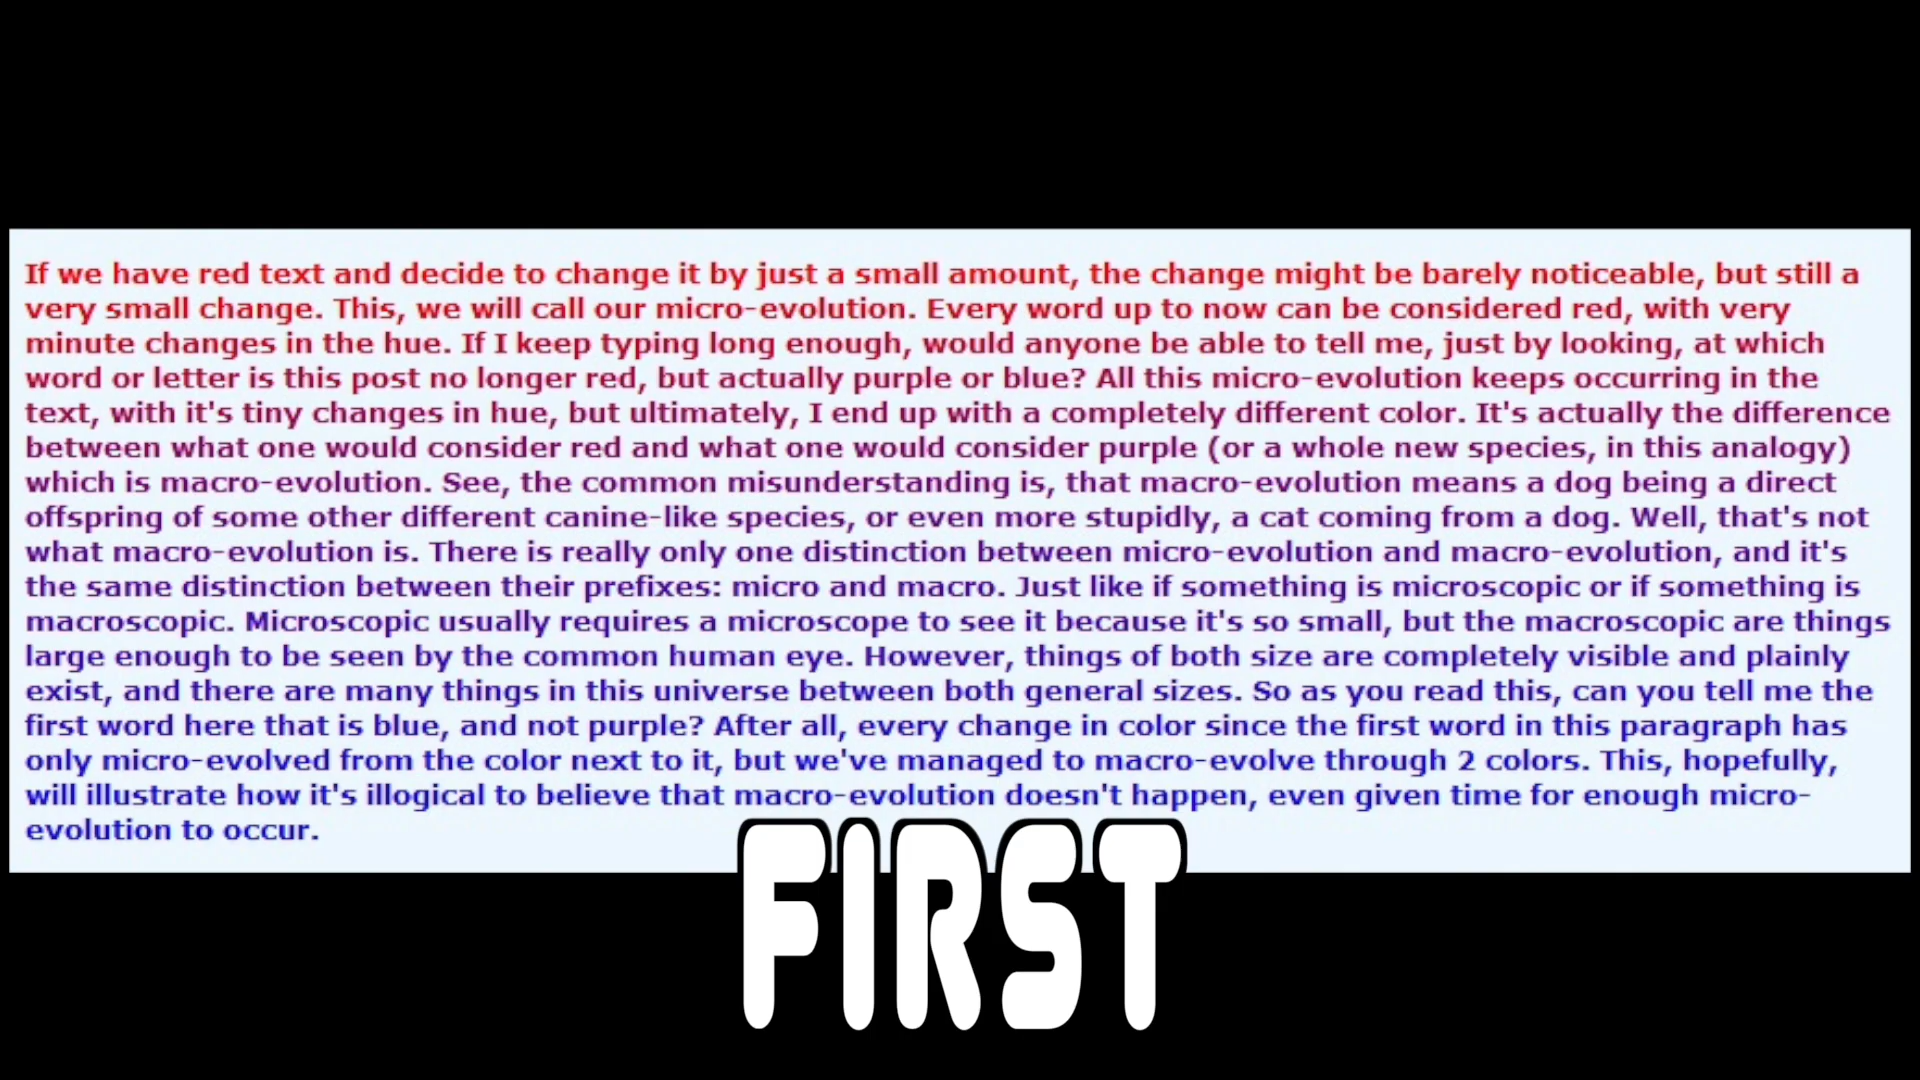 If we have red text and decide to change it by just a small amount, the change might be barely noticeable, but still a
very small change. This, we will call our micro-evolution. Every word up to now can be considered red, with very
minute changes in the hue. If I keep typing long enough, would anyone be able to tell me, just by looking, at which
word or letter is this post no longer red, but actually purple or blue? All this micro-evolution keeps occurring in the
text, with it's tiny changes in hue, but ultimately, I end up with a completely different color. It's actually the difference
between what one would consider red and what one would consider purple (or a whole new species, in this analogy)
which is macro-evolution. See, the common misunderstanding is, that macro-evolution means a dog being a direct
offspring of some other different canine-like species, or even more stupidly, a cat coming from a dog. Well, that's not
what macro-evolution is. There is really only one distinction between micro-evolution and macro-evolution, and it's
the same distinction between their prefixes: micro and macro. Just like if something is microscopic or if something is
macroscopic. Microscopic usually requires a microscope to see it because it's so small, but the macroscopic are things
large enough to be seen by the common human eye. However, things of both size are completely visible and plainly
exist, and there are many things in this universe between both general sizes. So as you read this, can you tell me the
first word here that is blue, and not purple? After all, every change in color since the first word in this paragraph has
only micro-evolved from the color next to it, but we've managed to macro-evolve through 2 colors. This, hopefully,
will illustrate how it's illogical to believe that macro-evolution doesn't happen, even given time for enough micro-
evolution to occur.
FIRST